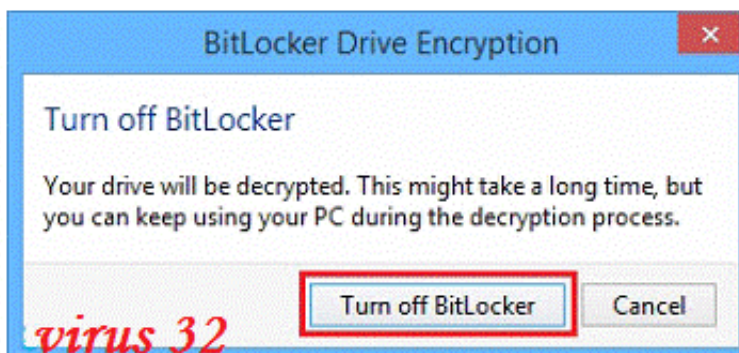 BitLocker Drive Encryption
Turn off BitLocker
Your drive will be decrypted. This might take a long time, but
you can keep using your PC during the decryption process.
Turn off BitLocker Cancel
virus 32